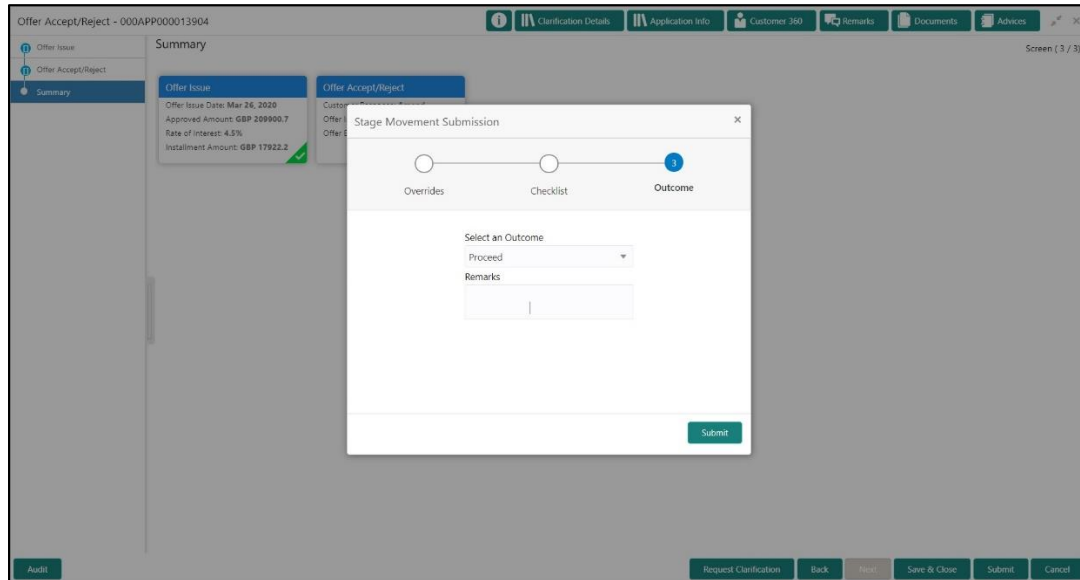 Offer Accept/Reject - 000APP000013904
Clarification Details
Application Info
Customer 360
Remarks
Documents
Advices
Offer Issue
Offer Accept/Reject
Summary
Summary
Screen ( 3 / 3)
Offer Issue
Offer Issue Date: Mar 26, 2020
Approved Amount: GBP 209900.7
Rate of Interest: 4.5%
Installment Amount: GBP 17922.2
Offer Accept/Reject
Offer
Offer
Stage Movement Submission
×
3
Overrides
Checklist
Outcome
Select an Outcome
Proceed
Remarks
Submit
Audit
Request Clarification
Back
Next
Save & Close
Submit
Cancel